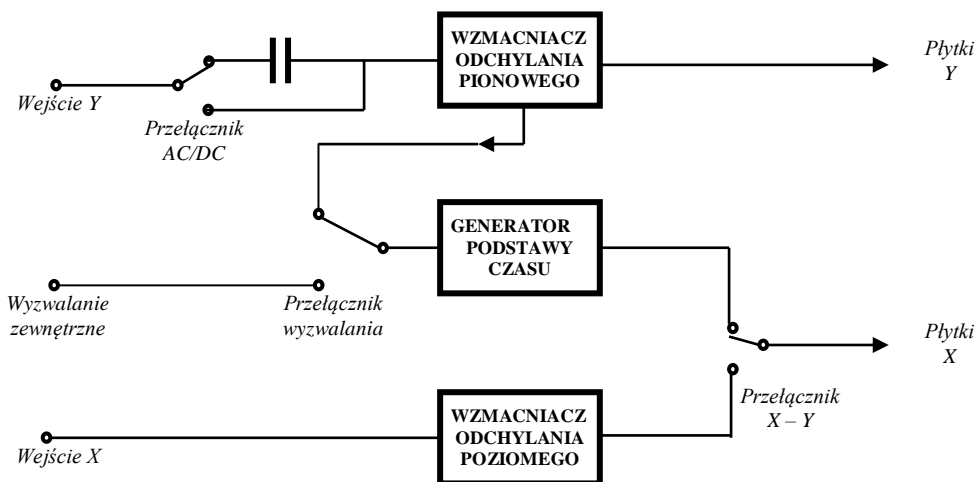 WZMACNIACZ
ODCHYLANIA
PIONOWEGO
Płytki
Y
Wejście Y
Przełącznik
AC/DC
GENERATOR
PODSTAWY
CZASU
Wyzwalanie
zewnętrzne
Przełącznik
wyzwalania
Płytki
X
Przełącznik
X – Y
WZMACNIACZ
ODCHYLANIA
POZIOMEGO
Wejście X